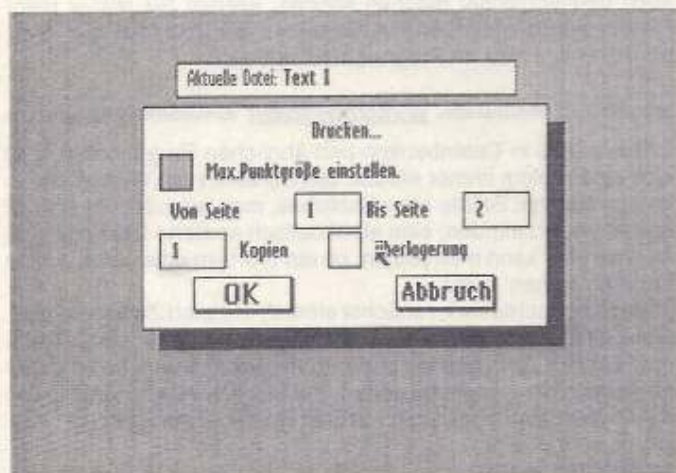 Aktuelle Datei: Text 1
Drucken...
Max.Punktgröße einstellen.
Von Seite 1 Bis Seite 2
1 Kopien überlagerung
OK Abbruch